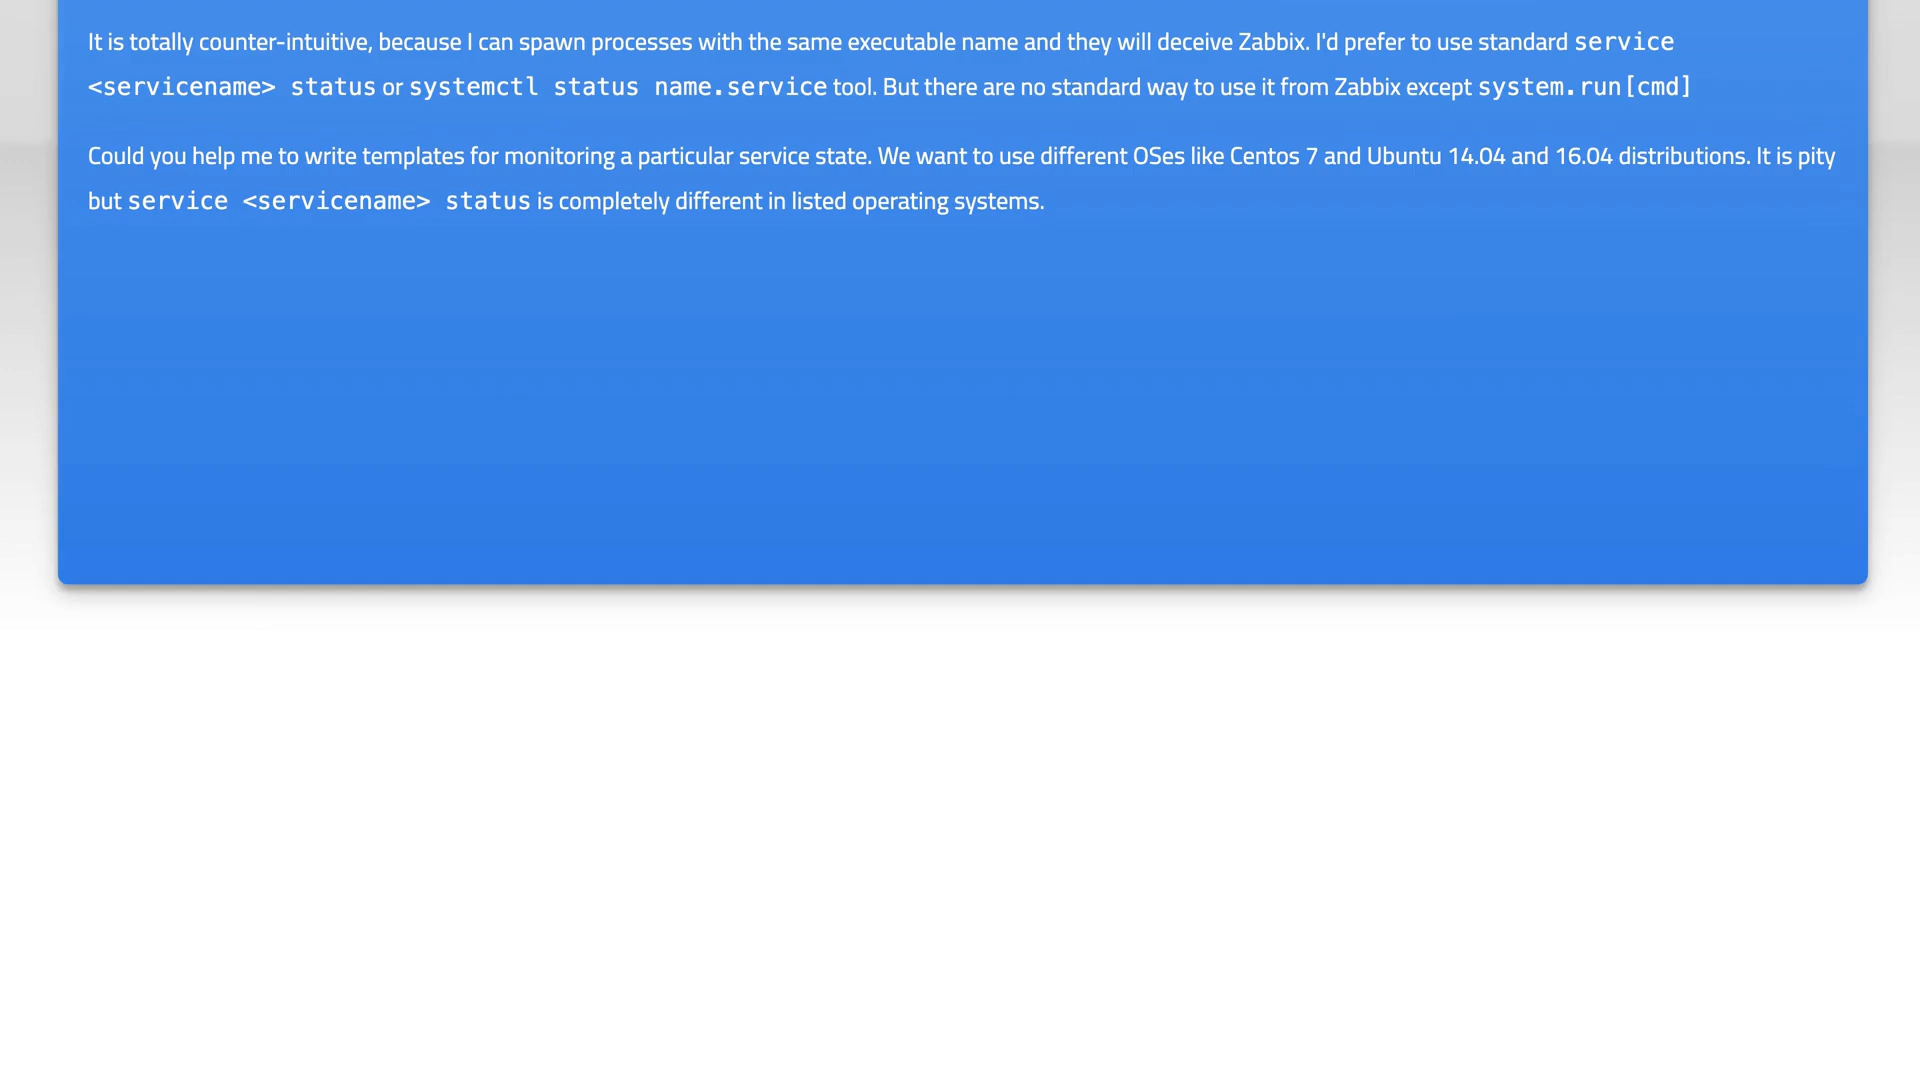 It is totally counter-intuitive, because I can spawn processes with the same executable name and they will deceive Zabbix. I'd prefer to use standard service
<servicename> status or systemctl status name.service tool. But there are no standard way to use it from Zabbix except system.run[cmd]
Could you help me to write templates for monitoring a particular service state. We want to use different OSes like Centos 7 and Ubuntu 14.04 and 16.04 distributions. It is pity
but service <servicename> status is completely different in listed operating systems.